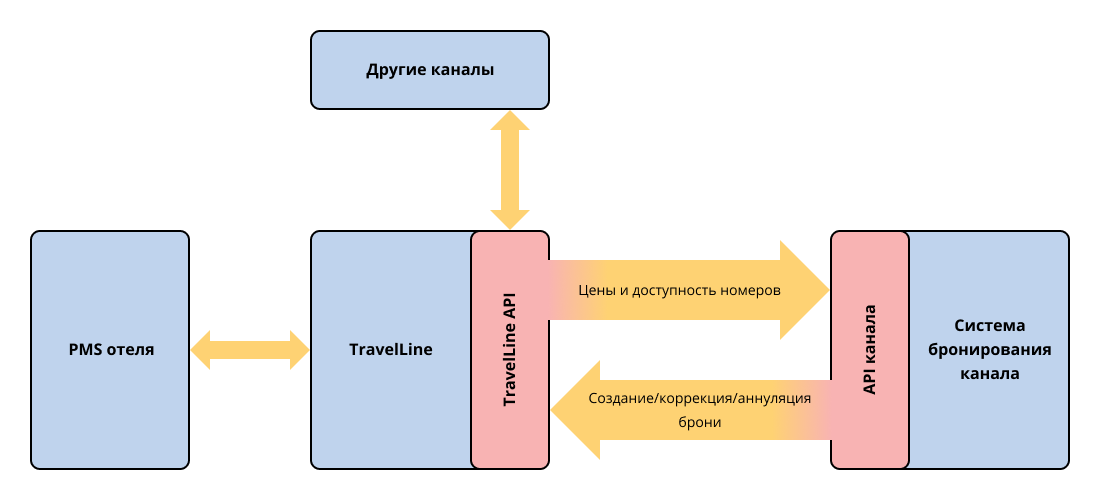 Другие каналы
PMS отеля
TravelLine
TravelLine API
Цены и доступность номеров
Создание/коррекция/аннуляция
брони
API канала
Система
бронирования
канала